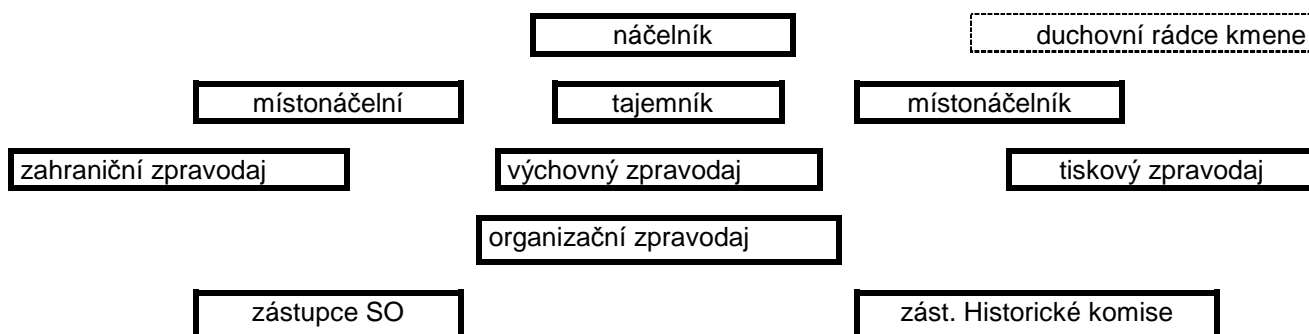 náčelník
duchovní rádce kmene
místonáčelní
tajemník
místonáčelník
zahraniční zpravodaj
výchovný zpravodaj
tiskový zpravodaj
organizační zpravodaj
zástupce SO
zást. Historické komise